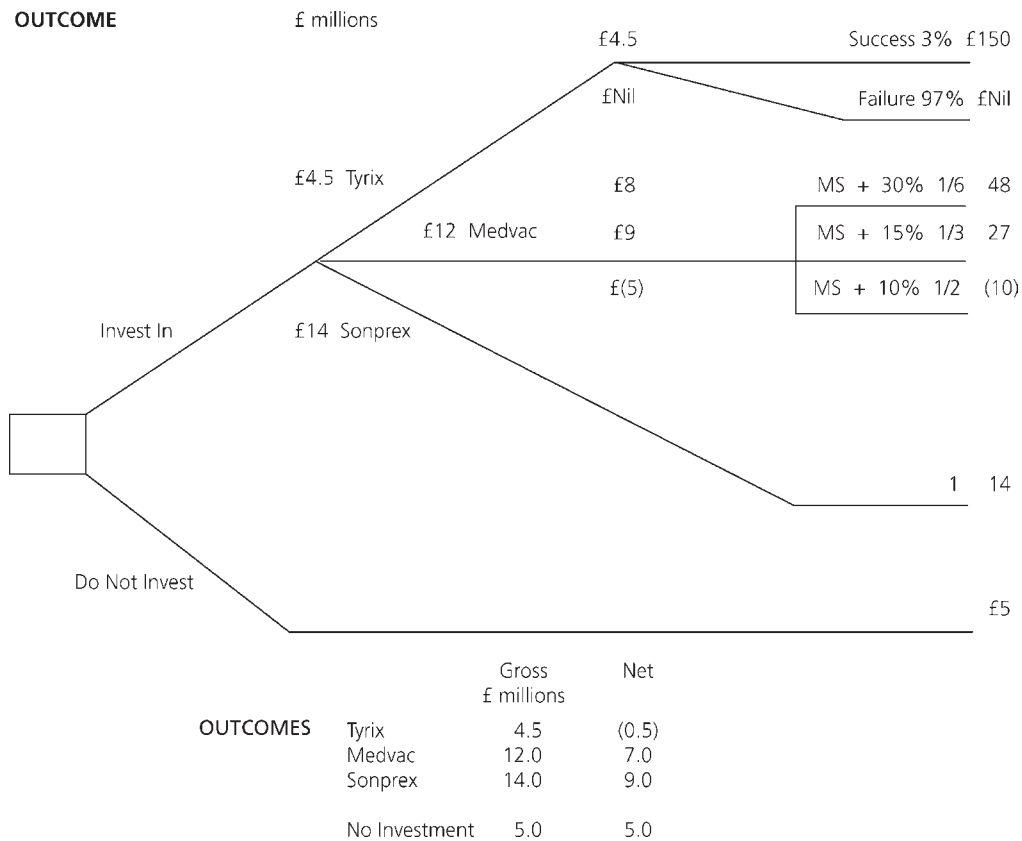 OUTCOME £ millions
£4.5 Success 3% £150
£Nil Failure 97% £Nil
£4.5 Tyrix £8 MS + 30% 1/6 48
£12 Medvac £9 MS + 15% 1/3 27
£(5) MS + 10% 1/2 (10)
Invest In £14 Sonprex
1 14
Do Not Invest
£5
Gross Net
£ millions
OUTCOMES Tyrix 4.5 (0.5)
Medvac 12.0 7.0
Sonprex 14.0 9.0
No Investment 5.0 5.0